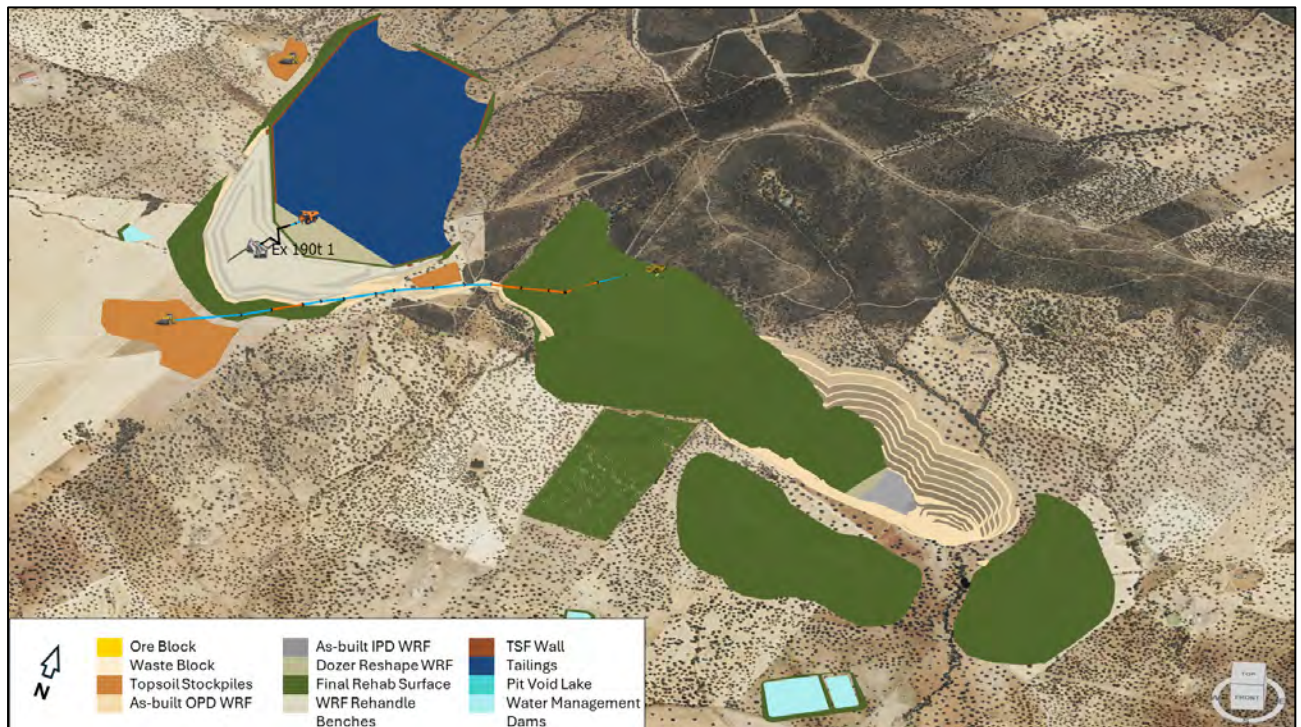 Ex 190t 1
N
Ore Block
Waste Block
Topsoil Stockpiles
As-built OPD WRF
As-built IPD WRF
Dozer Reshape WRF
Final Rehab Surface
WRF Rehandle
Benches
TSF Wall
Tailings
Pit Void Lake
Water Management
Dams
TOP
FRONT